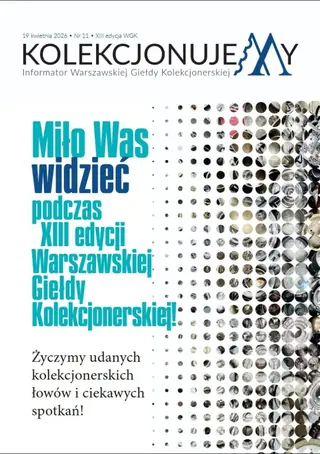 19 kwietnia 2026 • Nr 11 • XIII edycja WGK
KOLEKCJONUJEMY
Informator Warszawskiej Giełdy Kolekcjonerskiej
Miło Was
widzieć
podczas
XIII edycji
Warszawskiej
Giełdy
Kolekcjonerskiej!
Życzymy udanych
kolekcjonerskich
łowów i ciekawych
spotkań!